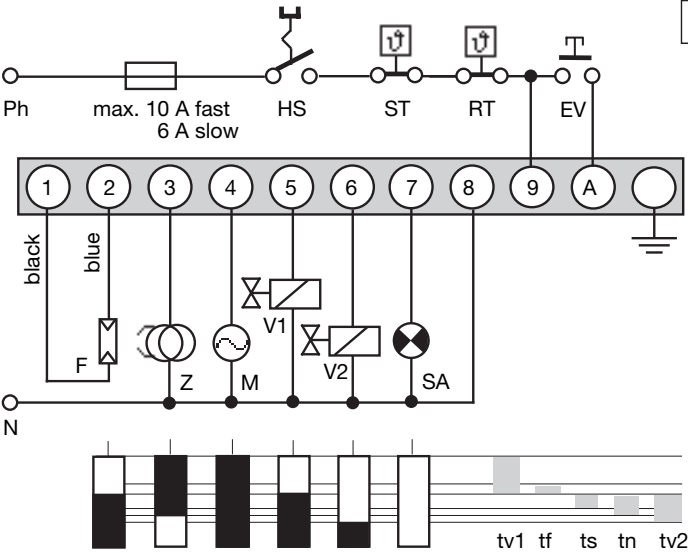 ϑ ϑ
Ph max. 10 A fast HS ST RT EV
6 A slow
1 2 3 4 5 6 7 8 9 A
black blue
V1
V2
F Z M SA
N
tv1 tf ts tn tv2